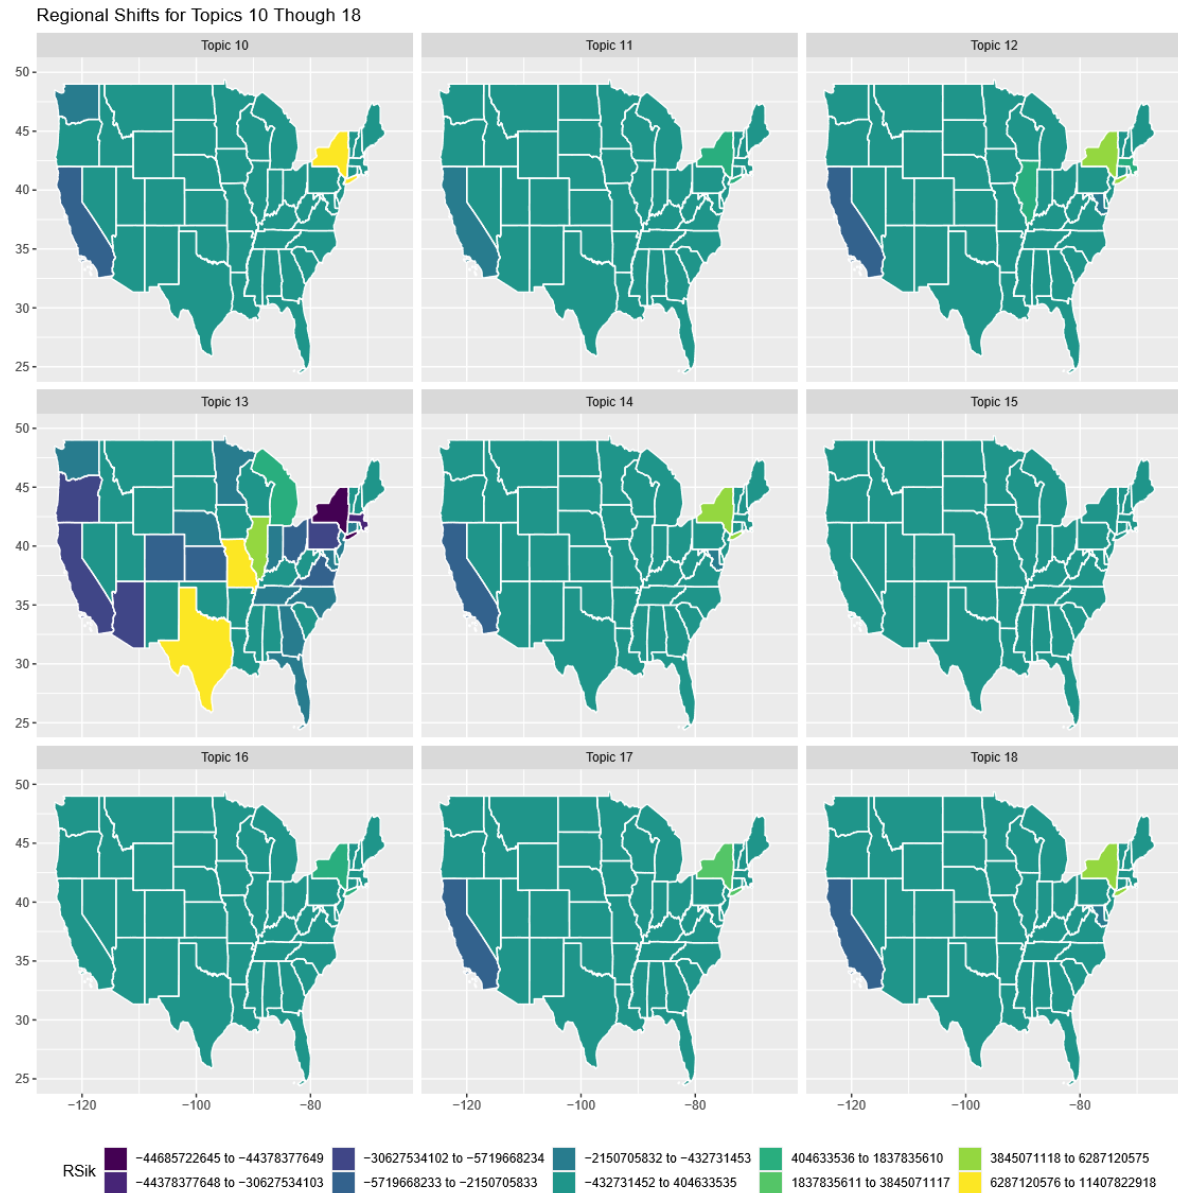 Regional Shifts for Topics 10 Though 18
Topic 10 Topic 11 Topic 12
50
45
40
35
30
25
Topic 13 Topic 14 Topic 15
50
45
40
35
30
25
Topic 16 Topic 17 Topic 18
50
45
40
35
30
25
−120 −100 −80 −120 −100 −80 −120 −100 −80
RSik
−44685722645 to −44378377649 −30627534102 to −5719668234 −2150705832 to −432731453 404633536 to 1837835610 3845071118 to 6287120575
−44378377648 to −30627534103 −5719668233 to −2150705833 −432731452 to 404633535 1837835611 to 3845071117 6287120576 to 11407822918